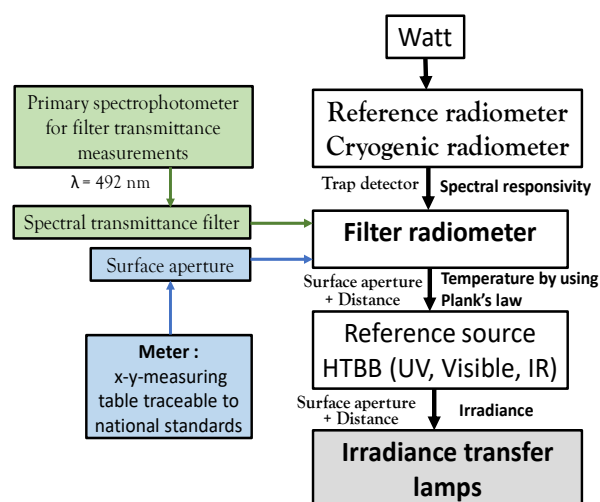 Watt
Primary spectrophotometer
for filter transmittance
measurements
Reference radiometer
Cryogenic radiometer
λ = 492 nm
Trap detector
Spectral responsivity
Spectral transmittance filter
Filter radiometer
Surface aperture
Surface aperture
+ Distance
Temperature by using
Plank's law
Meter :
x-y-measuring
table traceable to
national standards
Reference source
HTBB (UV, Visible, IR)
Surface aperture
+ Distance
Irradiance
Irradiance transfer
lamps